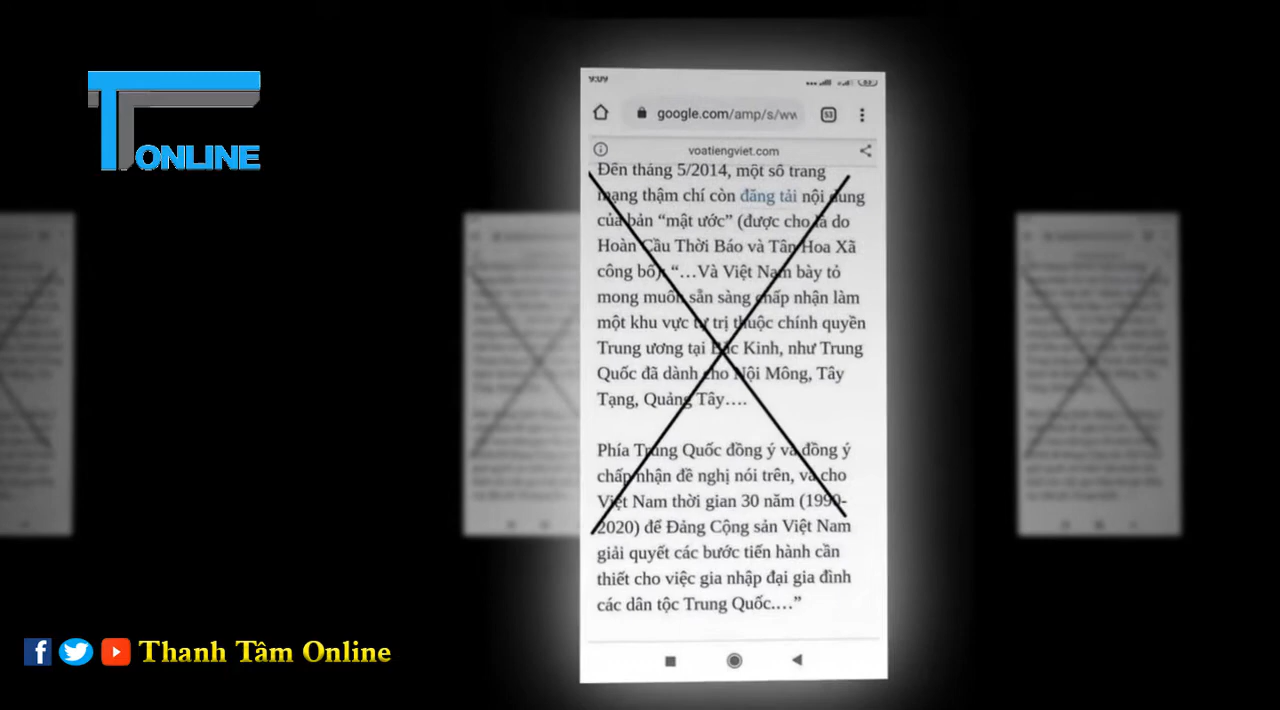 T
ONLINE
9:09
53
google.com/amp/s/ww
53
voatiengviet.com
Đến tháng 5/2014, một số trang
mạng thậm chí còn đăng tải nội dung
của bản “mật ước” (được cho là do
Hoàn Cầu Thời Báo và Tân Hoa Xã
công bố): “…Và Việt Nam bày tỏ
mong muốn sẵn sàng chấp nhận làm
một khu vực tự trị thuộc chính quyền
Trung ương tại Bắc Kinh, như Trung
Quốc đã dành cho Nội Mông, Tây
Tạng, Quảng Tây….
Phía Trung Quốc đồng ý và đồng ý
chấp nhận đề nghị nói trên, và cho
Việt Nam thời gian 30 năm (1990-
2020) để Đảng Cộng sản Việt Nam
giải quyết các bước tiến hành cần
thiết cho việc gia nhập đại gia đình
các dân tộc Trung Quốc.…”
Thanh Tâm Online